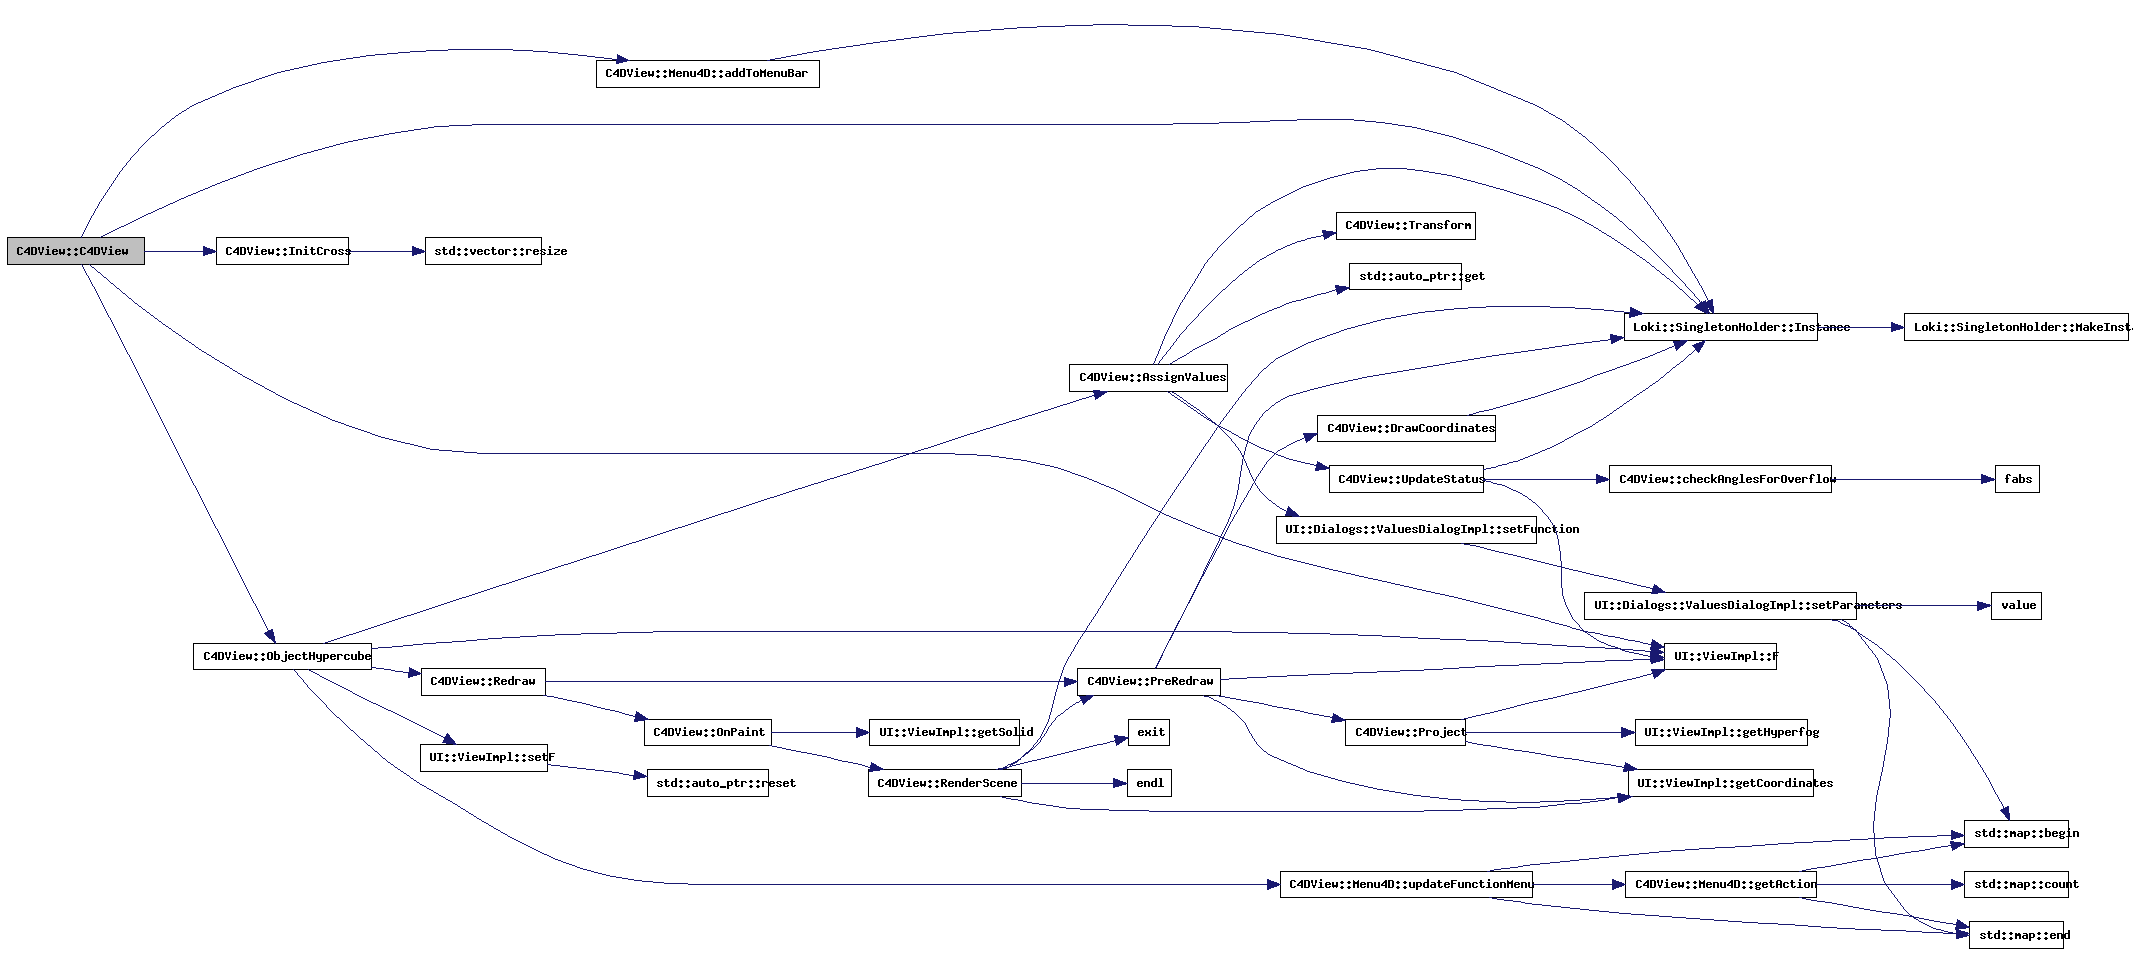 C4DView::Menu4D::addToMenuBar
C4DView::Transform
C4DView::C4DView
C4DView::InitCross
std::vector::resize
std::auto_ptr::get
Loki::SingletonHolder::Instance
Loki::SingletonHolder::MakeInst
C4DView::AssignValues
C4DView::DrawCoordinates
C4DView::UpdateStatus
C4DView::checkAnglesForOverflow
fabs
UI::Dialogs::ValuesDialogImpl::setFunction
UI::Dialogs::ValuesDialogImpl::setParameters
value
C4DView::ObjectHypercube
UI::ViewImpl::F
C4DView::Redraw
C4DView::PreRedraw
C4DView::OnPaint
UI::ViewImpl::getSolid
exit
C4DView::Project
UI::ViewImpl::getHyperfog
UI::ViewImpl::setF
std::auto_ptr::reset
C4DView::RenderScene
endl
UI::ViewImpl::getCoordinates
std::map::begin
C4DView::Menu4D::updateFunctionMenu
C4DView::Menu4D::getAction
std::map::count
std::map::end